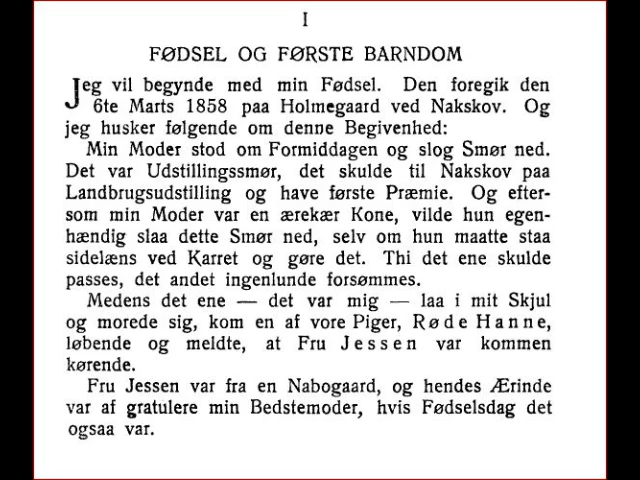 I
FØDSEL OG FØRSTE BARNDOM
Jeg vil begynde med min Fødsel. Den foregik den
6te Marts 1858 paa Holmegaard ved Nakskov. Og
jeg husker følgende om denne Begivenhed:
Min Moder stod om Formiddagen og slog Smør ned.
Det var Udstillingssmør, det skulde til Nakskov paa
Landbrugsudstilling og have første Præmie. Og efter-
som min Moder var en ærekær Kone, vilde hun egen-
hændig slaa dette Smør ned, selv om hun maatte staa
sidelæns ved Karret og gøre det. Thi det ene skulde
passes, det andet ingenlunde forsømmes.
Medens det ene — det var mig — laa i mit Skjul
og morede sig, kom en af vore Piger, Røde Hanne,
løbende og meldte, at Fru Jessen var kommen
kørende.
Fru Jessen var fra en Nabogaard, og hendes Ærinde
var af gratulere min Bedstemoder, hvis Fødselsdag det
ogsaa var.